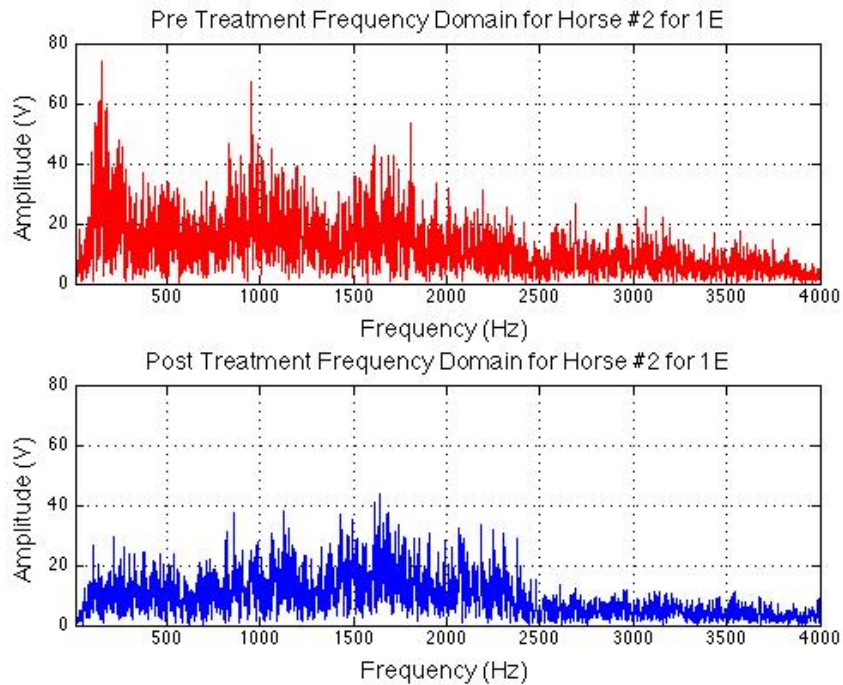 Pre Treatment Frequency Domain for Horse #2 for 1E
80
60
40
20
0
Amplitude (V)
500 1000 1500 2000 2500 3000 3500 4000
Frequency (Hz)
Post Treatment Frequency Domain for Horse #2 for 1E
80
60
40
20
0
Amplitude (V)
500 1000 1500 2000 2500 3000 3500 4000
Frequency (Hz)